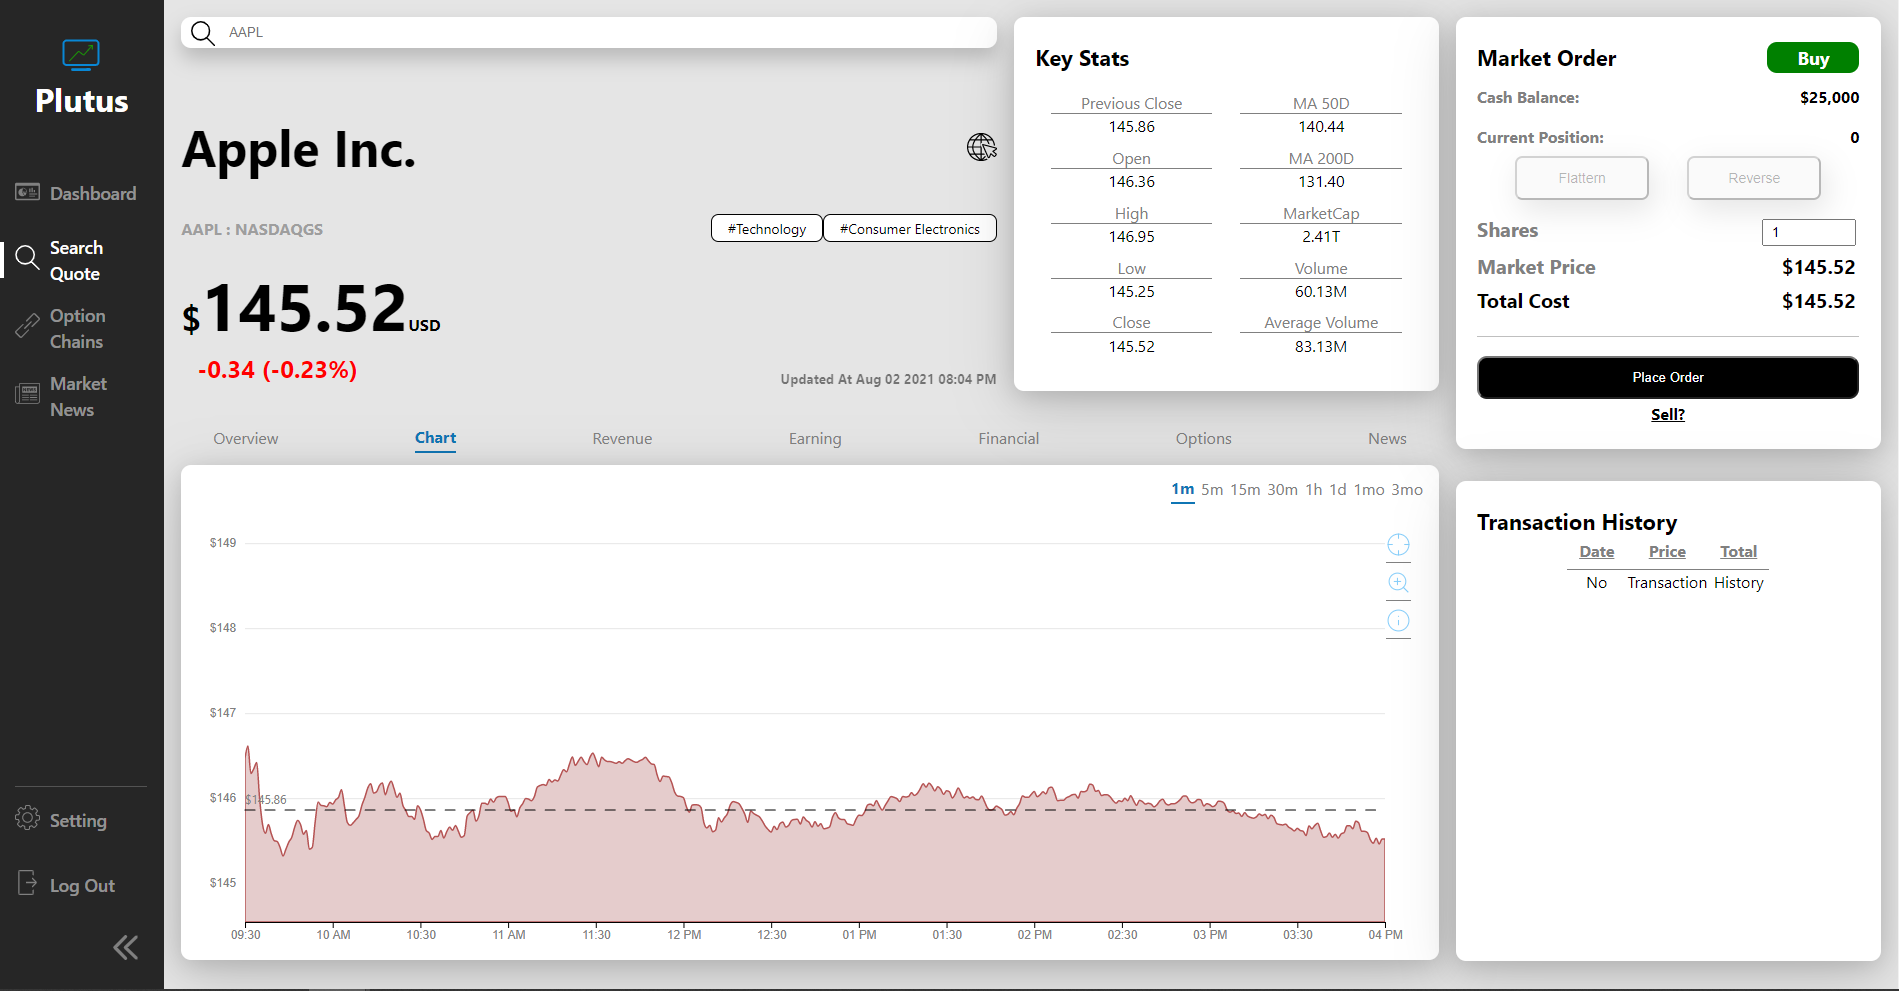 Plutus
Dashboard
Search
Quote
Option
Chains
Market
News
Setting
Log Out
AAPL
Apple Inc.
AAPL : NASDAQGS
#Technology
#Consumer Electronics
$145.52 USD
-0.34 (-0.23%)
Updated At Aug 02 2021 08:04 PM
Key Stats
Previous Close
145.86
MA 50D
140.44
Open
146.36
MA 200D
131.40
High
146.95
MarketCap
2.41T
Low
145.25
Volume
60.13M
Close
145.52
Average Volume
83.13M
Market Order
Buy
Cash Balance: $25,000
Current Position: 0
Flattern
Reverse
Shares 1
Market Price $145.52
Total Cost $145.52
Place Order
Sell?
Overview Chart Revenue Earning Financial Options News
1m 5m 15m 30m 1h 1d 1mo 3mo
$149
$148
$147
$146
$145.86
$145
09:30 10 AM 10:30 11 AM 11:30 12 PM 12:30 01 PM 01:30 02 PM 02:30 03 PM 03:30 04 PM
Transaction History
Date Price Total
No Transaction History